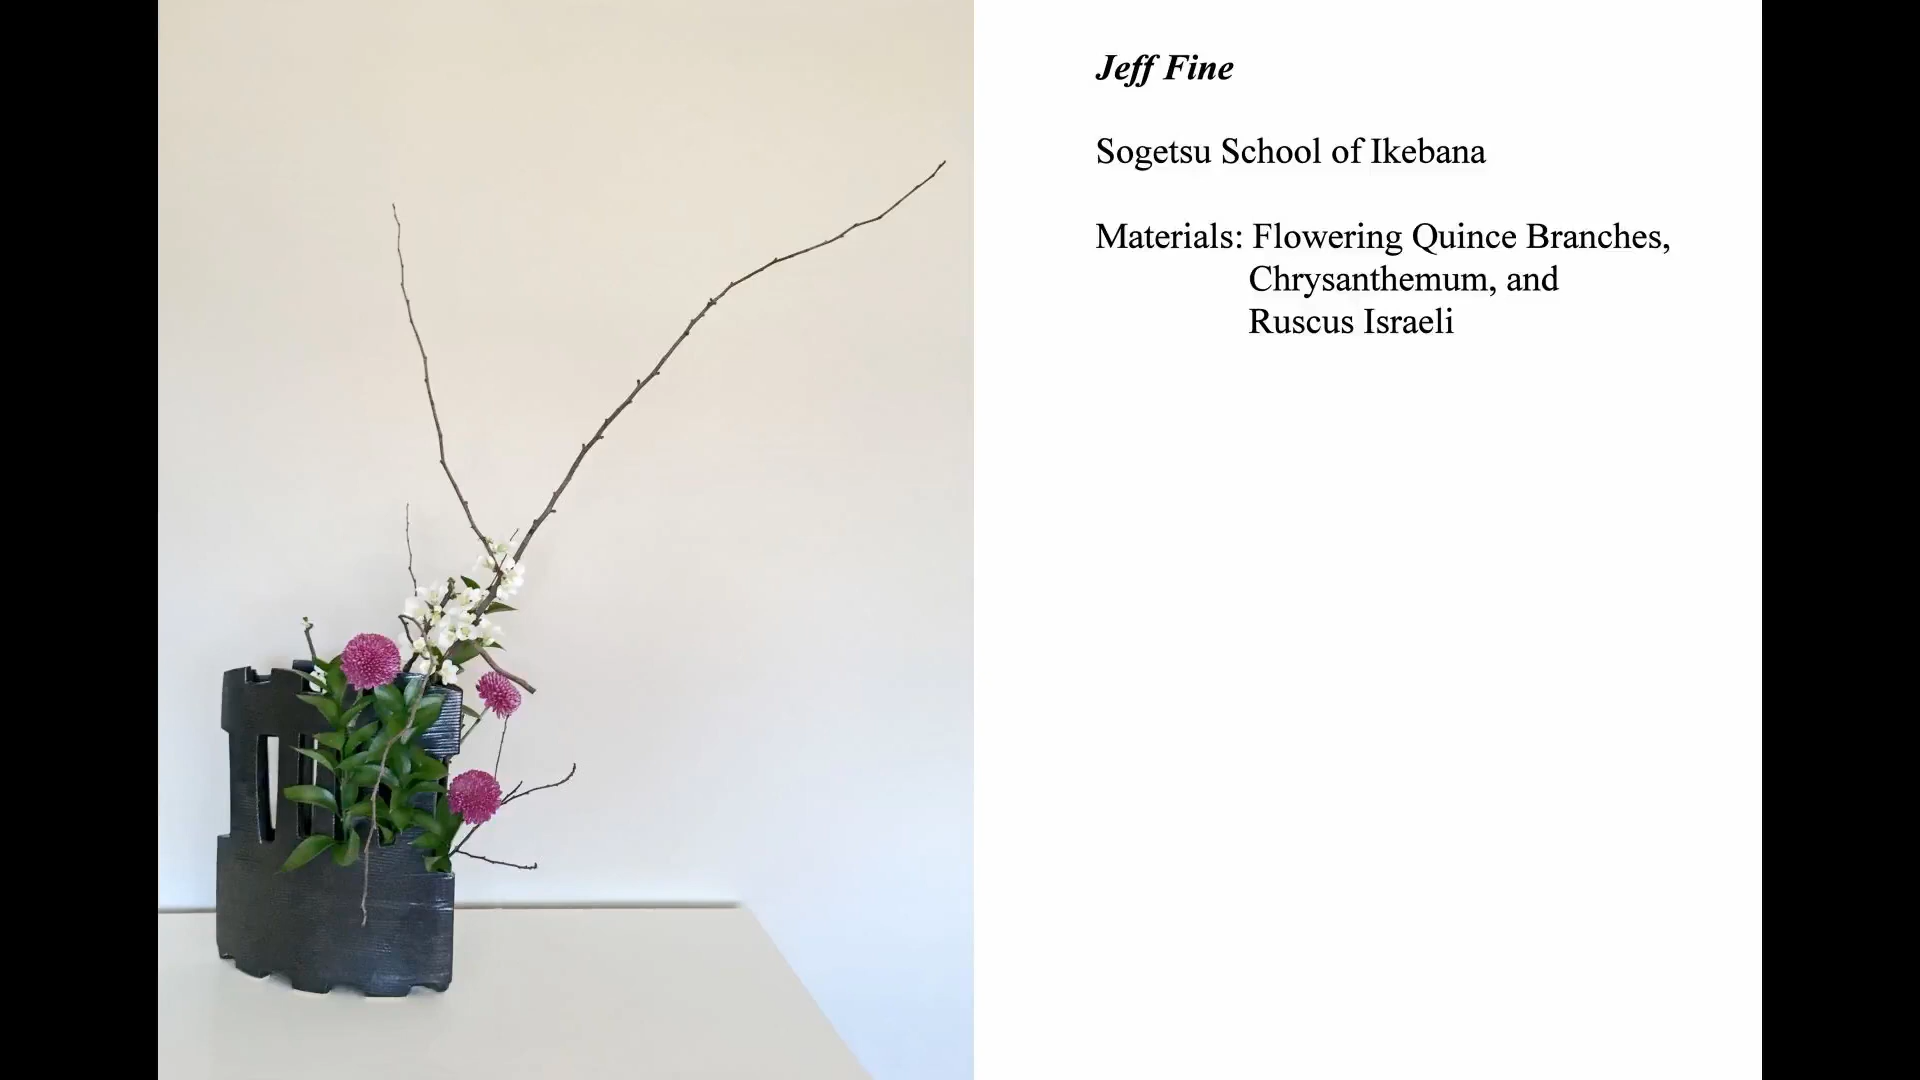 Jeff Fine
Sogetsu School of Ikebana
Materials: Flowering Quince Branches,
Chrysanthemum, and
Ruscus Israeli